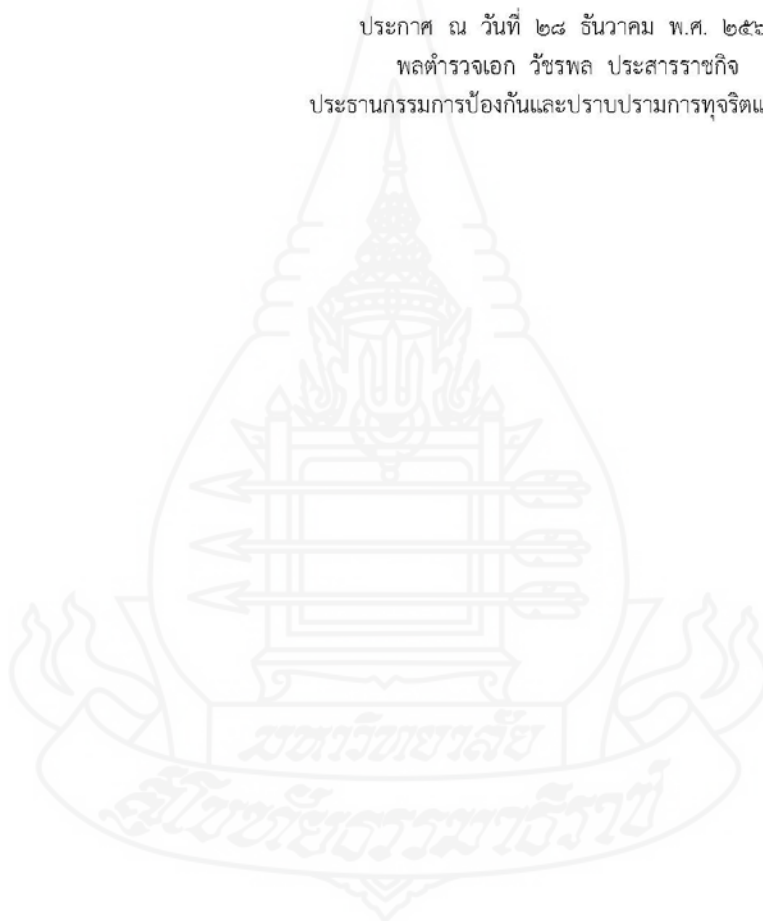 ประกาศ ณ วันที่ ๒๘ ธันวาคม พ.ศ.
พลตำรวจเอก วัชรพล ประสารราชกิจ
ประธานกรรมการป้องกันและปราบปรามการทุจริต
มหาวิทยาลัย
สุโขทัยธรรมาธิราช